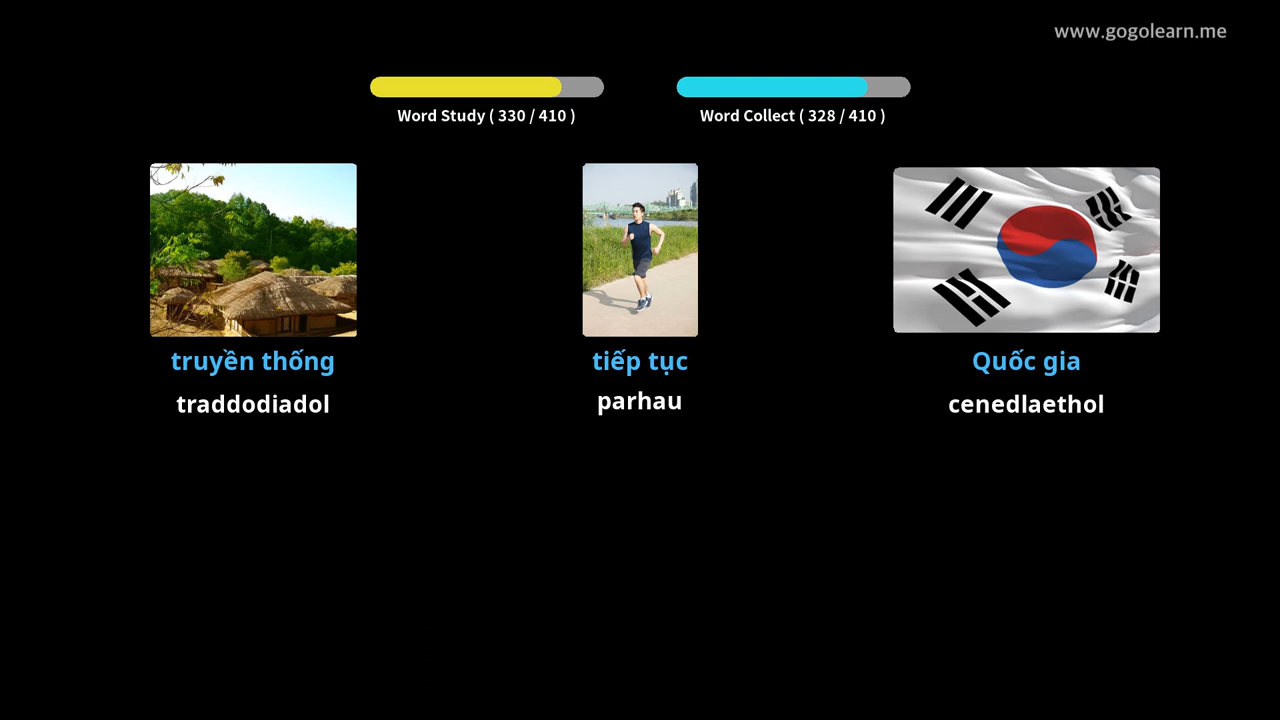 www.gogolearn.me
Word Study ( 330 / 410 )
Word Collect ( 328 / 410 )
truyền thống
traddodiadol
tiếp tục
parhau
Quốc gia
cenedlaethol